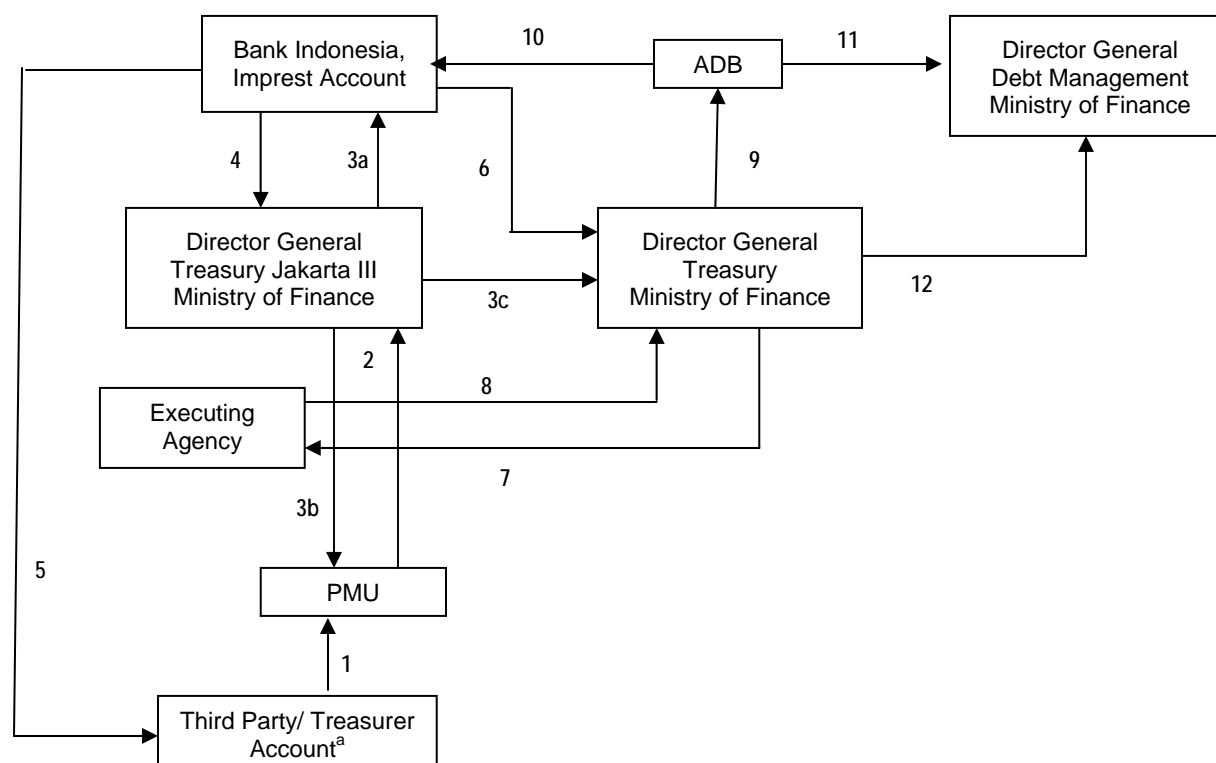 10
11
Bank Indonesia,
Imprest Account
ADB
Director General
Debt Management
Ministry of Finance
4
3a
6
9
Director General
Treasury Jakarta III
Ministry of Finance
Director General
Treasury
Ministry of Finance
3c
12
2
8
Executing
Agency
7
3b
5
PMU
1
Third Party/ Treasurer
Accountᵃ